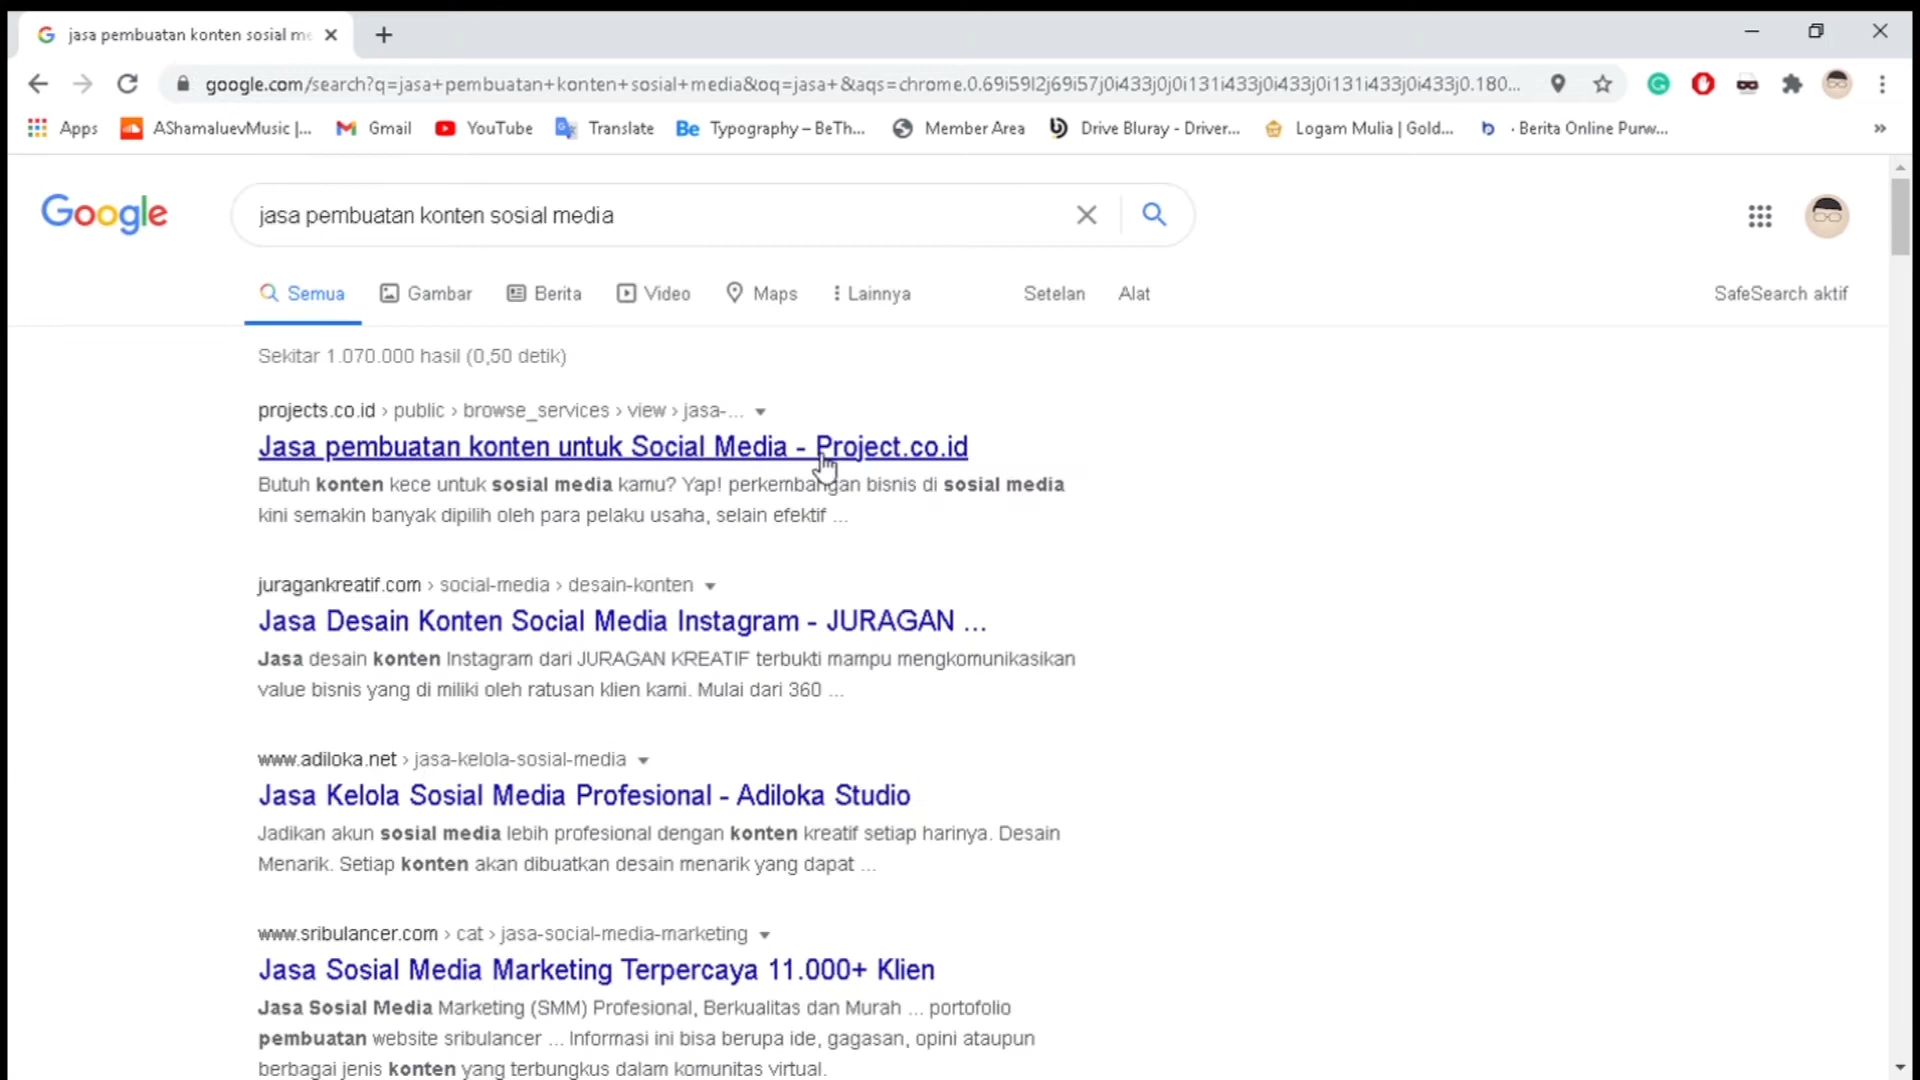 jasa pembuatan konten sosial me
google.com/search?q=jasa+pembuatan+konten+sosial+media&oq=jasa+&aqs=chrome.0.69i59l2j69i57j0i433j0j0i131i433j0i433j0i131i433j0i433j0.180...
Apps AShamaluevMusic |... Gmail YouTube Translate Be Typography – BeTh... Member Area Drive Bluray - Driver... Logam Mulia | Gold... b · Berita Online Purw... »
Google jasa pembuatan konten sosial media
Semua Gambar Berita Video Maps Lainnya Setelan Alat SafeSearch aktif
Sekitar 1.070.000 hasil (0,50 detik)
projects.co.id › public › browse_services › view › jasa-...
Jasa pembuatan konten untuk Social Media - Project.co.id
Butuh konten kece untuk sosial media kamu? Yap! perkembangan bisnis di sosial media
kini semakin banyak dipilih oleh para pelaku usaha, selain efektif ...
juragankreatif.com › social-media › desain-konten
Jasa Desain Konten Social Media Instagram - JURAGAN ...
Jasa desain konten Instagram dari JURAGAN KREATIF terbukti mampu mengkomunikasikan
value bisnis yang di miliki oleh ratusan klien kami. Mulai dari 360 ...
www.adiloka.net › jasa-kelola-sosial-media
Jasa Kelola Sosial Media Profesional - Adiloka Studio
Jadikan akun sosial media lebih profesional dengan konten kreatif setiap harinya. Desain
Menarik. Setiap konten akan dibuatkan desain menarik yang dapat ...
www.sribulancer.com › cat › jasa-social-media-marketing
Jasa Sosial Media Marketing Terpercaya 11.000+ Klien
Jasa Sosial Media Marketing (SMM) Profesional, Berkualitas dan Murah ... portofolio
pembuatan website sribulancer ... Informasi ini bisa berupa ide, gagasan, opini ataupun
berbagai jenis konten yang terbungkus dalam komunitas virtual.